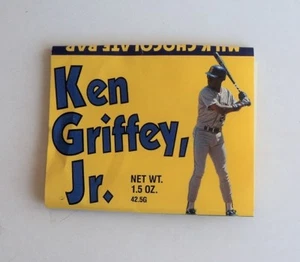 MILK CHOCOLATE BAR
Ken
Griffey,
Jr.
NET WT.
1.5 OZ.
42.5G